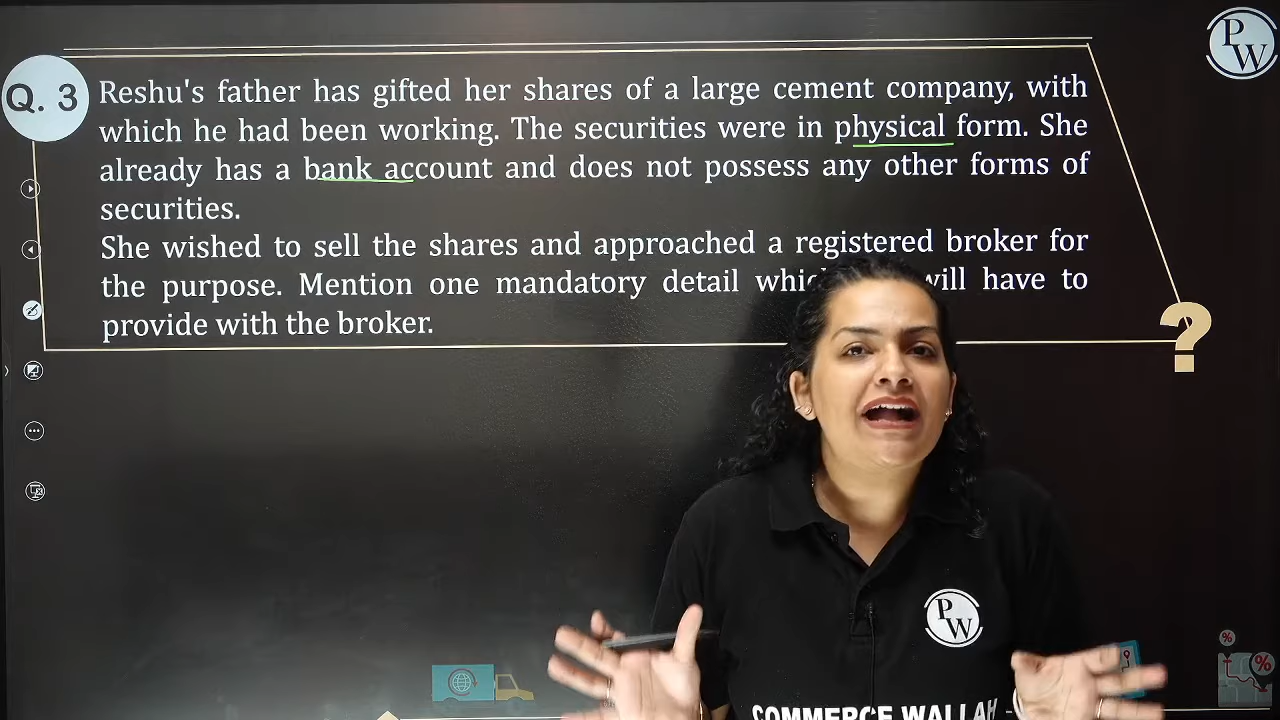 P
W
Q. 3
Reshu's father has gifted her shares of a large cement company, with
which he had been working. The securities were in physical form. She
already has a bank account and does not possess any other forms of
securities.
She wished to sell the shares and approached a registered broker for
the purpose. Mention one mandatory detail will have to
provide with the broker.
?
P
W
COMMERCE WALLAH
%
%